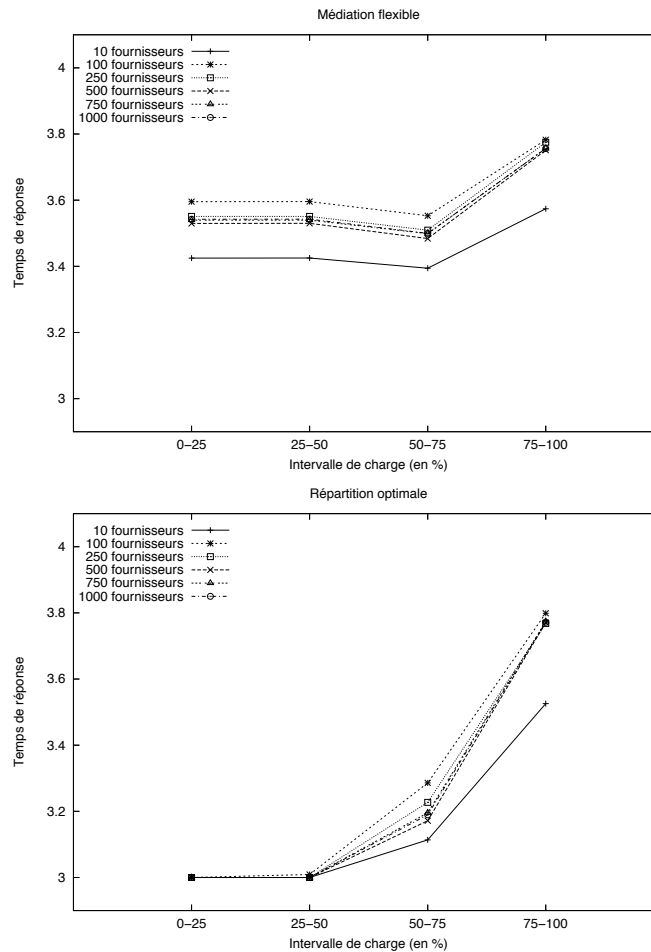 Médiation flexible
4
3.8
3.6
3.4
3.2
3
Temps de réponse
10 fournisseurs
100 fournisseurs
250 fournisseurs
500 fournisseurs
750 fournisseurs
1000 fournisseurs
0−25 25−50 50−75 75−100
Intervalle de charge (en %)
Répartition optimale
4
3.8
3.6
3.4
3.2
3
Temps de réponse
10 fournisseurs
100 fournisseurs
250 fournisseurs
500 fournisseurs
750 fournisseurs
1000 fournisseurs
0−25 25−50 50−75 75−100
Intervalle de charge (en %)